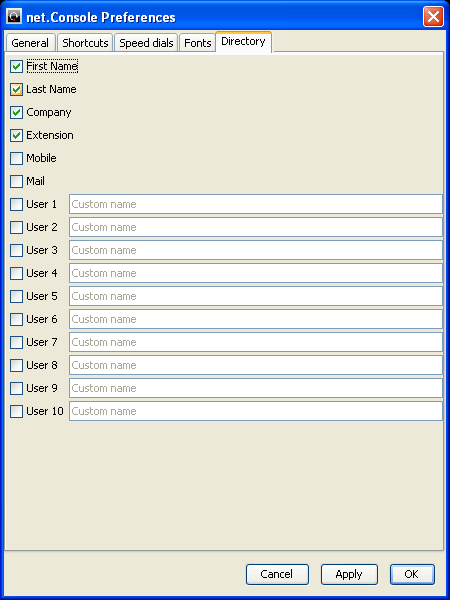 net.Console Preferences
General Shortcuts Speed dials Fonts Directory
First Name
Last Name
Company
Extension
Mobile
Mail
User 1 Custom name
User 2 Custom name
User 3 Custom name
User 4 Custom name
User 5 Custom name
User 6 Custom name
User 7 Custom name
User 8 Custom name
User 9 Custom name
User 10 Custom name
Cancel Apply OK